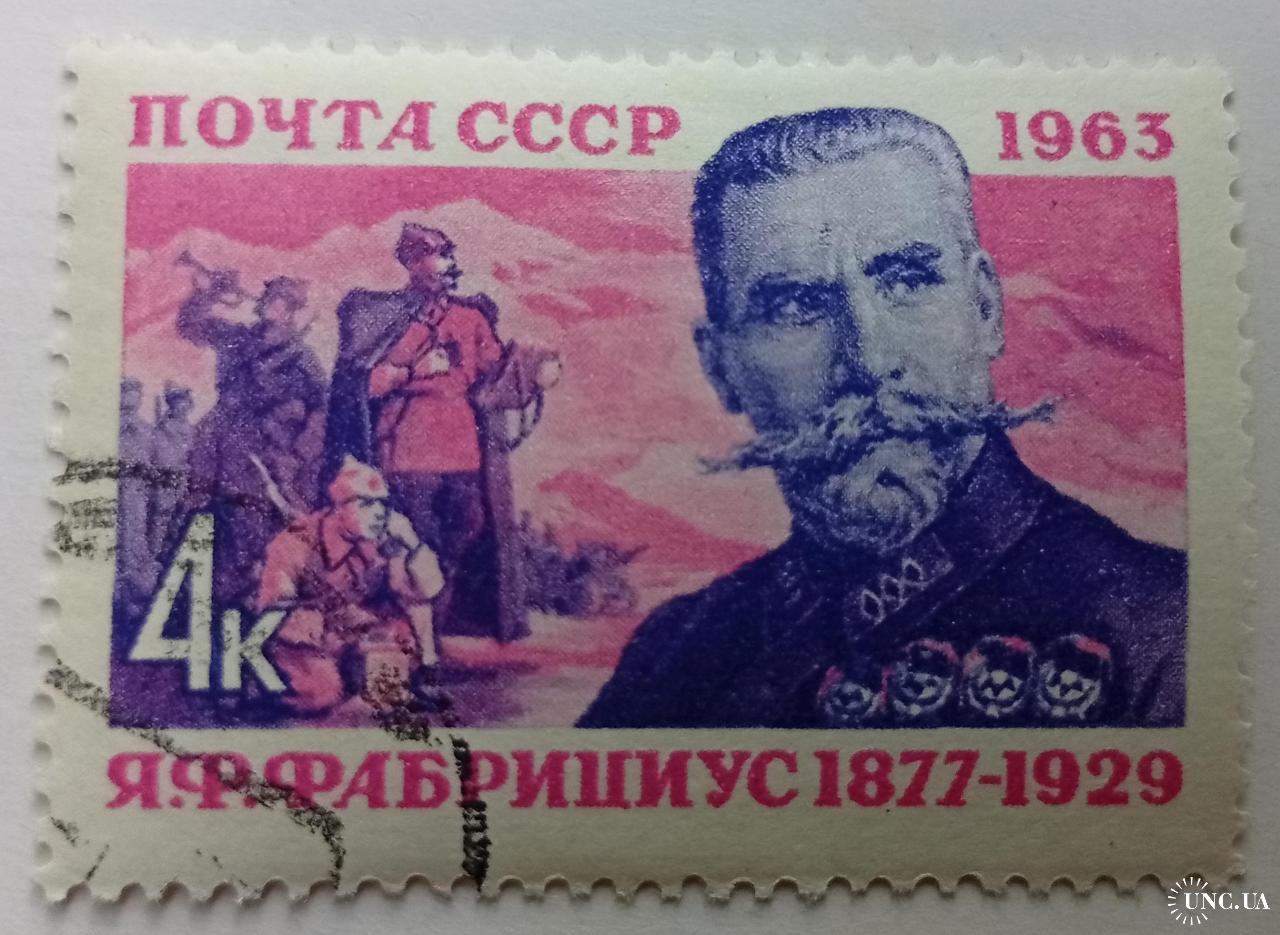 ПОЧТА СССР 1963
4к
Я.Ф.ФАБРИЦИУС 1877-1929
UNC.UA